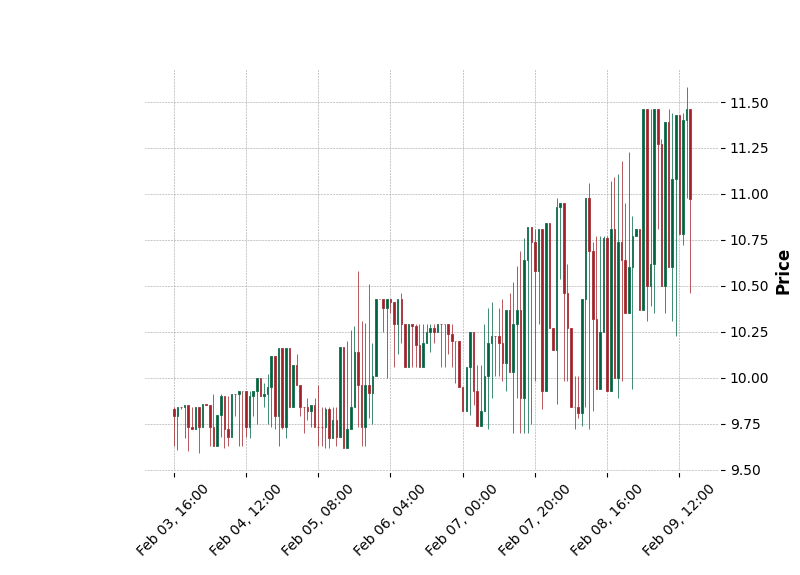 11.50
11.25
11.00
10.75
10.50
10.25
10.00
9.75
9.50
Price
Feb 03, 16:00
Feb 04, 12:00
Feb 05, 08:00
Feb 06, 04:00
Feb 07, 00:00
Feb 07, 20:00
Feb 08, 16:00
Feb 09, 12:00